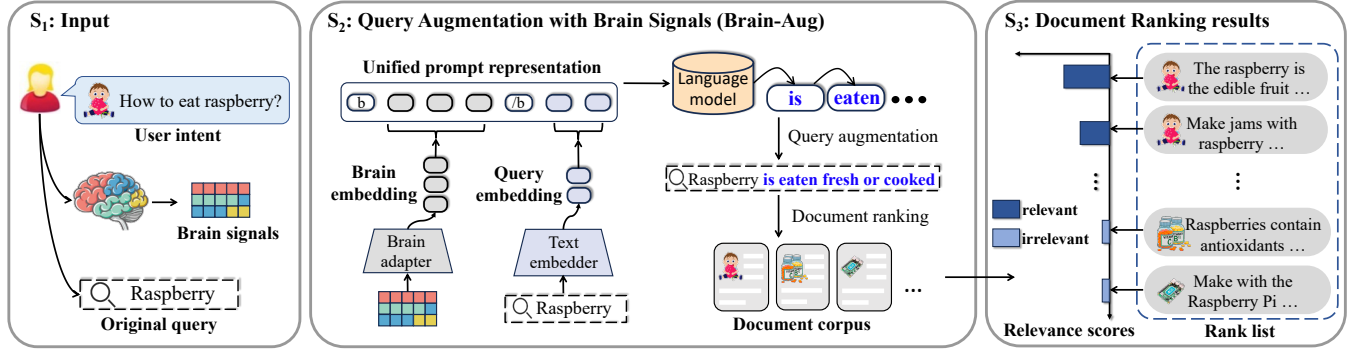 S1: Input
How to eat raspberry?
User intent
Brain signals
Raspberry
Original query
S2: Query Augmentation with Brain Signals (Brain-Aug)
Unified prompt representation
b
/b
Brain
embedding
Query
embedding
Brain
adapter
Text
embedder
Raspberry
Language
model
is
eaten
Query augmentation
Raspberry is eaten fresh or cooked
Document ranking
...
Document corpus
S3: Document Ranking results
The raspberry is
the edible fruit ...
Make jams with
raspberry ...
relevant
irrelevant
Raspberries contain
antioxidants ...
Make with the
Raspberry Pi ...
Relevance scores
Rank list